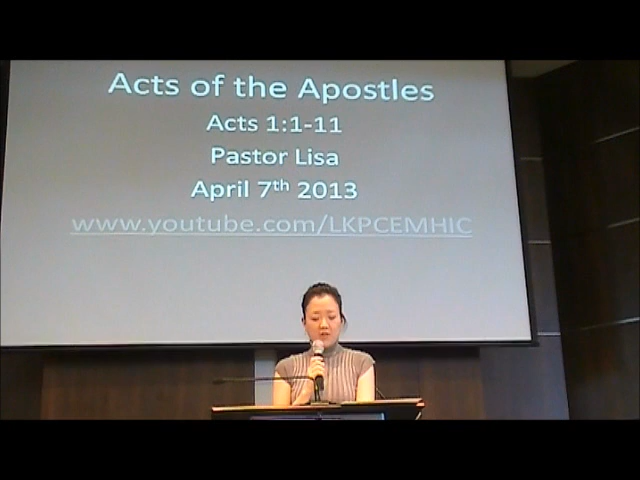 Acts of the Apostles
Acts 1:1-11
Pastor Lisa
April 7th 2013
www.youtube.com/LKPCEMHIC